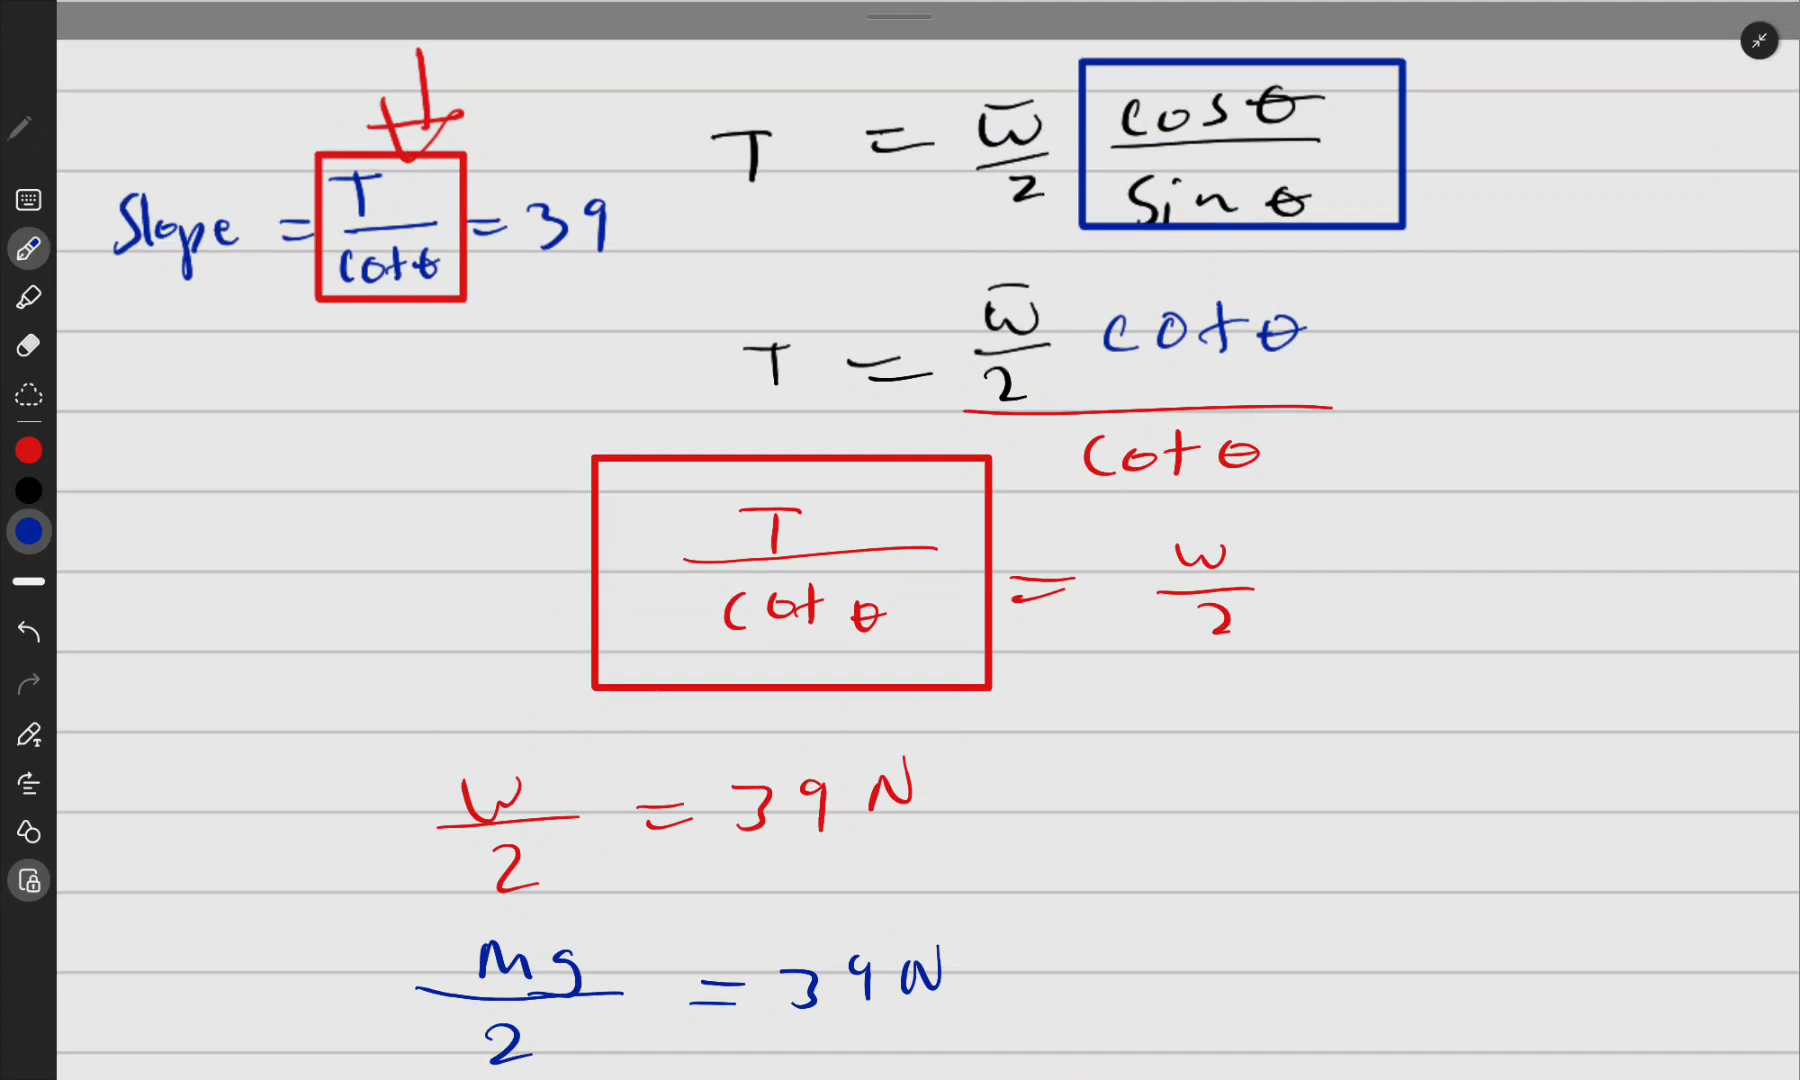 Slope = T/cotθ = 39
T = w̅/2 cosθ/sinθ
T = w̅/2 cotθ
cotθ
T/cotθ = w/2
W/2 = 39 N
Mg/2 = 39 N